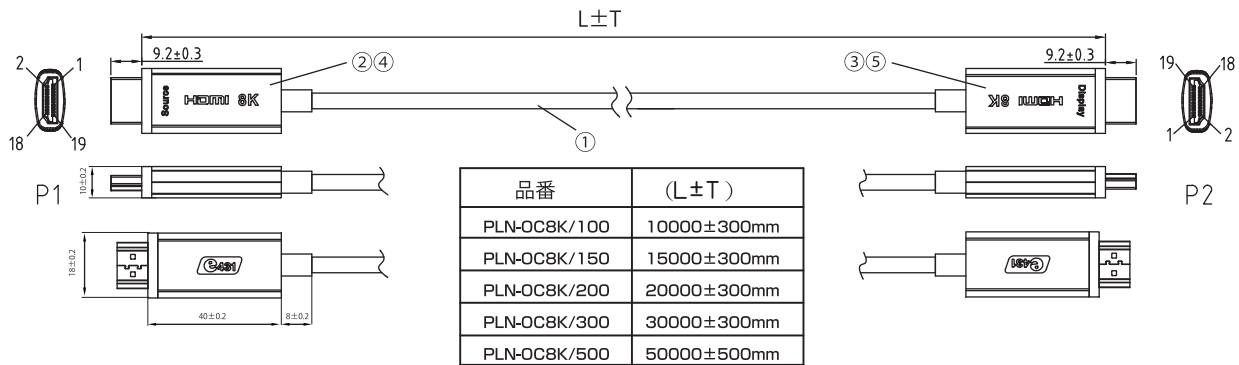 L±T
9.2±0.3
9.2±0.3
②④
③⑤
2
1
18
19
Source
HDMI 8K
HDMI 8K
Display
19
18
1
2
①
10±0.2
P1
P2
品番
(L±T)
PLN-OC8K/100
10000±300mm
PLN-OC8K/150
15000±300mm
PLN-OC8K/200
20000±300mm
PLN-OC8K/300
30000±300mm
PLN-OC8K/500
50000±500mm
18±0.2
e431
e431
40±0.2
8±0.2